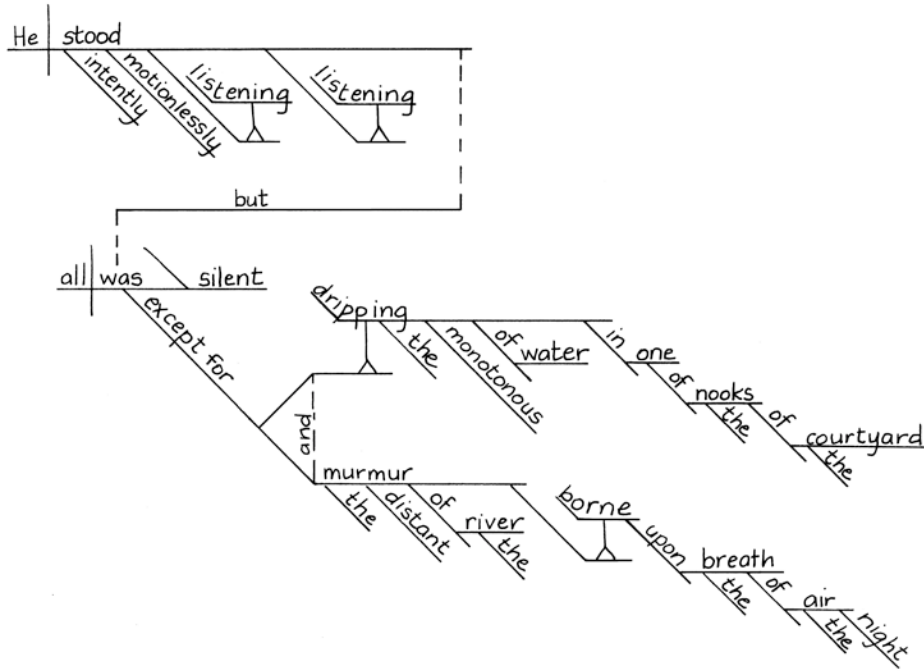 He stood
intently
motionlessly
listening
listening
but
all was silent
except for
dripping
the
monotonous
of
water
in
one
of
nooks
the
of
courtyard
the
and
murmur
the
distant
of
river
the
borne
upon
breath
the
of
air
the
night